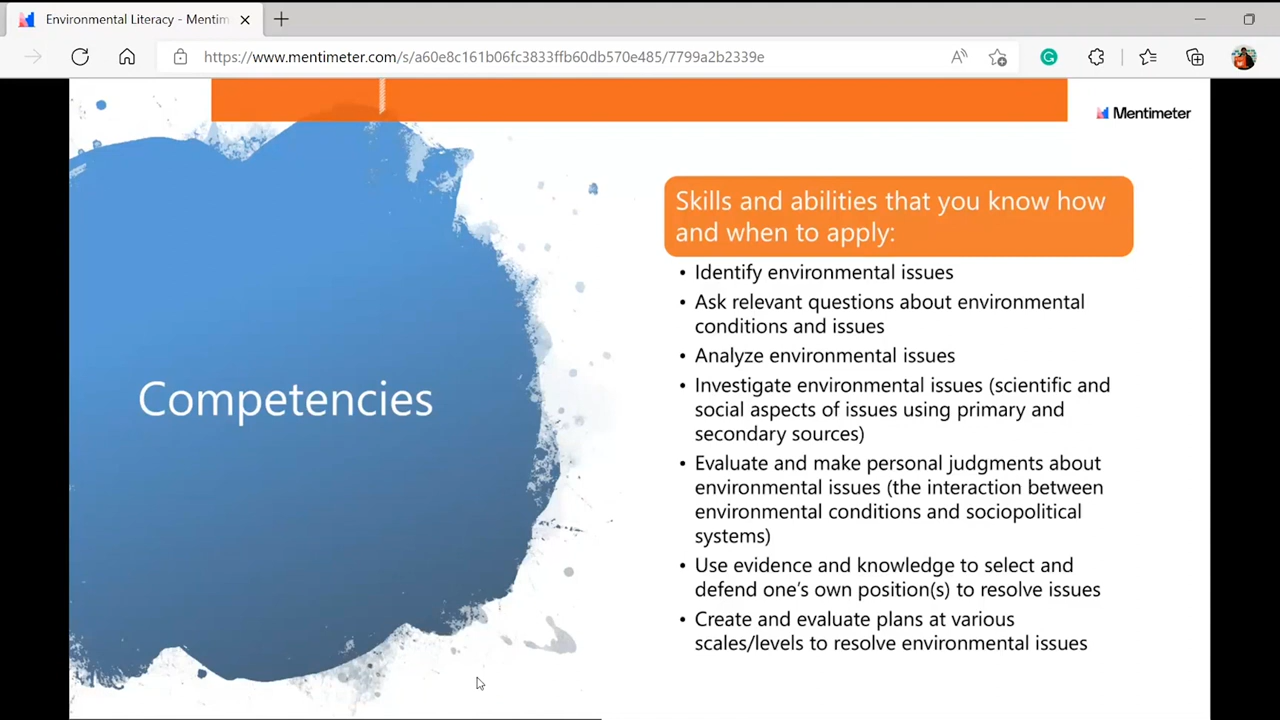 Environmental Literacy - Mentim
https://www.mentimeter.com/s/a60e8c161b06fc3833ffb60db570e485/7799a2b2339e
Mentimeter
Competencies
Skills and abilities that you know how
and when to apply:
• Identify environmental issues
• Ask relevant questions about environmental
conditions and issues
• Analyze environmental issues
• Investigate environmental issues (scientific and
social aspects of issues using primary and
secondary sources)
• Evaluate and make personal judgments about
environmental issues (the interaction between
environmental conditions and sociopolitical
systems)
• Use evidence and knowledge to select and
defend one’s own position(s) to resolve issues
• Create and evaluate plans at various
scales/levels to resolve environmental issues